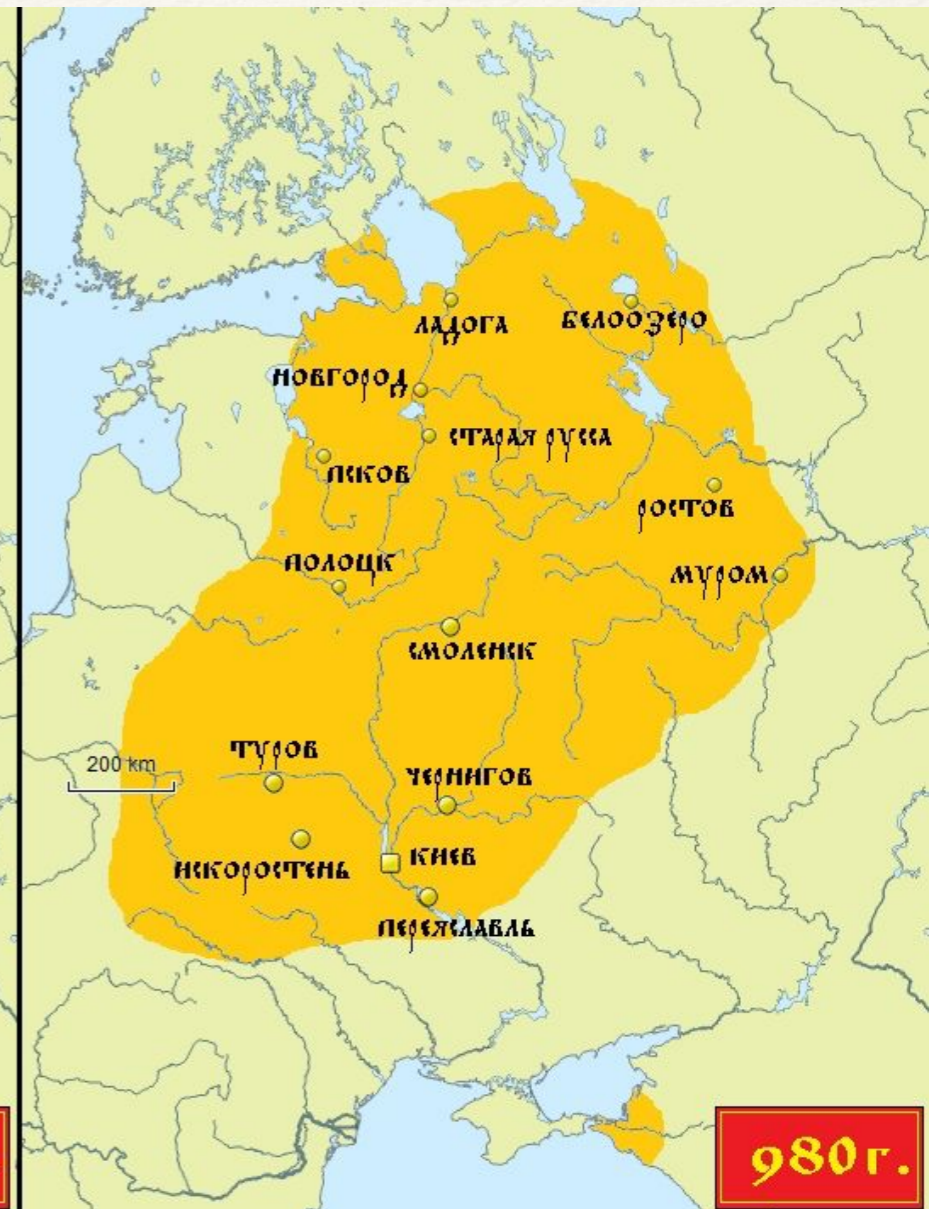 ЛАДОГА
БЕЛООЗЕРО
НОВГОРОД
СТАРАЯ РУССА
ПСКОВ
РОСТОВ
ПОЛОЦК
МУРОМ
СМОЛЕНСК
ТУРОВ
200 km
ЧЕРНИГОВ
КИЕВ
ИСКОРОСТЕНЬ
ПЕРЕЯСЛАВЛЬ
980г.